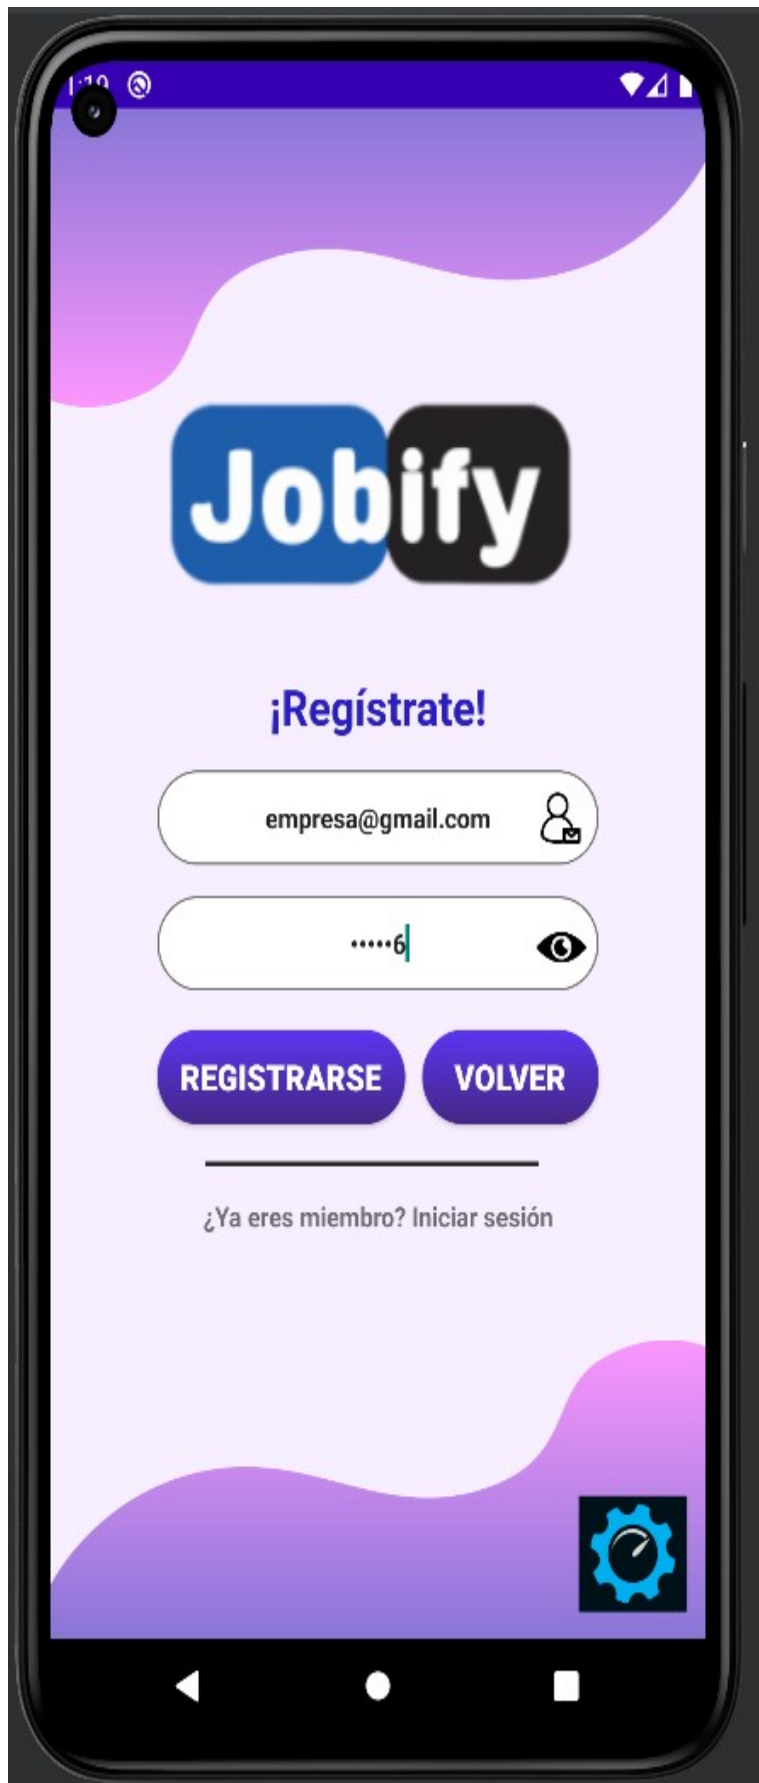 Jobify
¡Regístrate!
empresa@gmail.com
•••••6
REGISTRARSE VOLVER
¿Ya eres miembro? Iniciar sesión